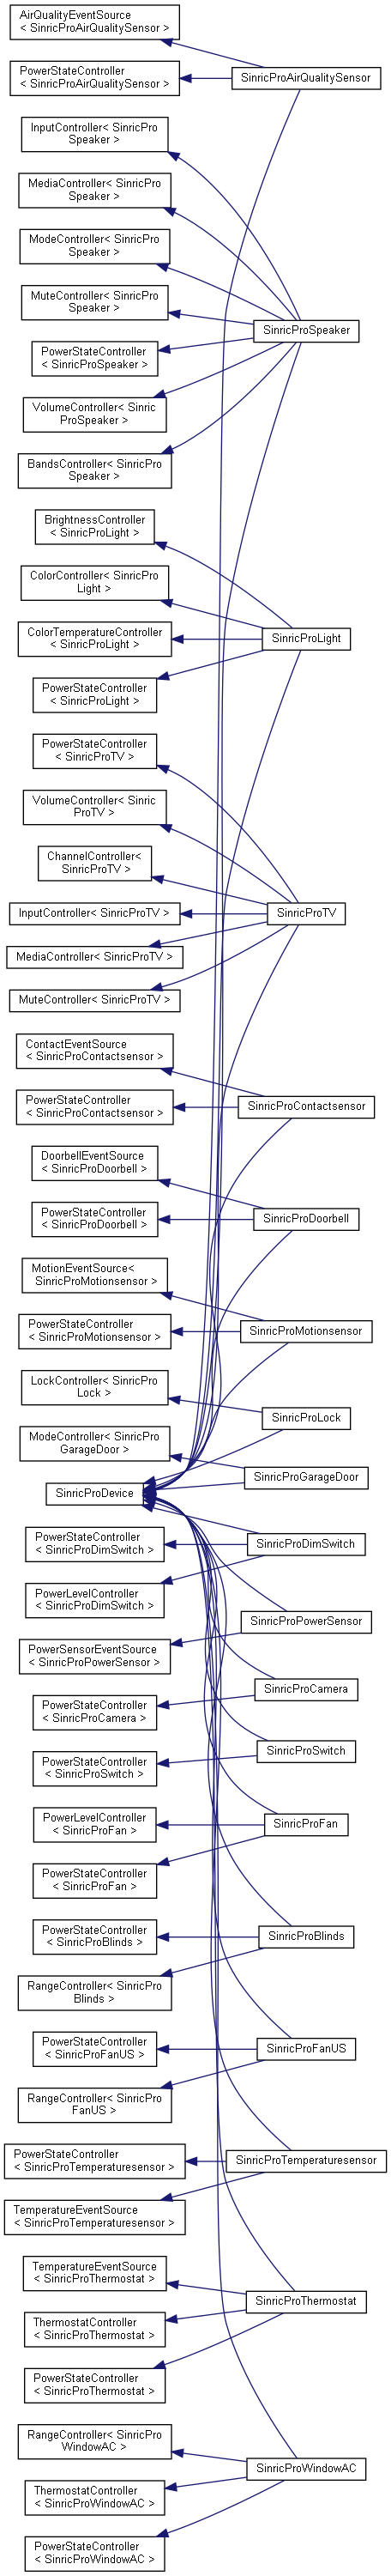 AirQualityEventSource
< SinricProAirQualitySensor >
PowerStateController
< SinricProAirQualitySensor >
SinricProAirQualitySensor
InputController< SinricPro
Speaker >
MediaController< SinricPro
Speaker >
ModeController< SinricPro
Speaker >
MuteController< SinricPro
Speaker >
SinricProSpeaker
PowerStateController
< SinricProSpeaker >
VolumeController< Sinric
ProSpeaker >
BandsController< SinricPro
Speaker >
BrightnessController
< SinricProLight >
ColorController< SinricPro
Light >
ColorTemperatureController
< SinricProLight >
SinricProLight
PowerStateController
< SinricProLight >
PowerStateController
< SinricProTV >
VolumeController< Sinric
ProTV >
ChannelController<
SinricProTV >
InputController< SinricProTV >
SinricProTV
MediaController< SinricProTV >
MuteController< SinricProTV >
ContactEventSource
< SinricProContactsensor >
PowerStateController
< SinricProContactsensor >
SinricProContactsensor
DoorbellEventSource
< SinricProDoorbell >
PowerStateController
< SinricProDoorbell >
SinricProDoorbell
MotionEventSource<
SinricProMotionsensor >
PowerStateController
< SinricProMotionsensor >
SinricProMotionsensor
LockController< SinricPro
Lock >
SinricProLock
ModeController< SinricPro
GarageDoor >
SinricProGarageDoor
SinricProDevice
PowerStateController
< SinricProDimSwitch >
SinricProDimSwitch
PowerLevelController
< SinricProDimSwitch >
SinricProPowerSensor
PowerSensorEventSource
< SinricProPowerSensor >
SinricProCamera
PowerStateController
< SinricProCamera >
SinricProSwitch
PowerStateController
< SinricProSwitch >
PowerLevelController
< SinricProFan >
SinricProFan
PowerStateController
< SinricProFan >
PowerStateController
< SinricProBlinds >
SinricProBlinds
RangeController< SinricPro
Blinds >
PowerStateController
< SinricProFanUS >
SinricProFanUS
RangeController< SinricPro
FanUS >
PowerStateController
< SinricProTemperaturesensor >
SinricProTemperaturesensor
TemperatureEventSource
< SinricProTemperaturesensor >
TemperatureEventSource
< SinricProThermostat >
SinricProThermostat
ThermostatController
< SinricProThermostat >
PowerStateController
< SinricProThermostat >
RangeController< SinricPro
WindowAC >
SinricProWindowAC
ThermostatController
< SinricProWindowAC >
PowerStateController
< SinricProWindowAC >